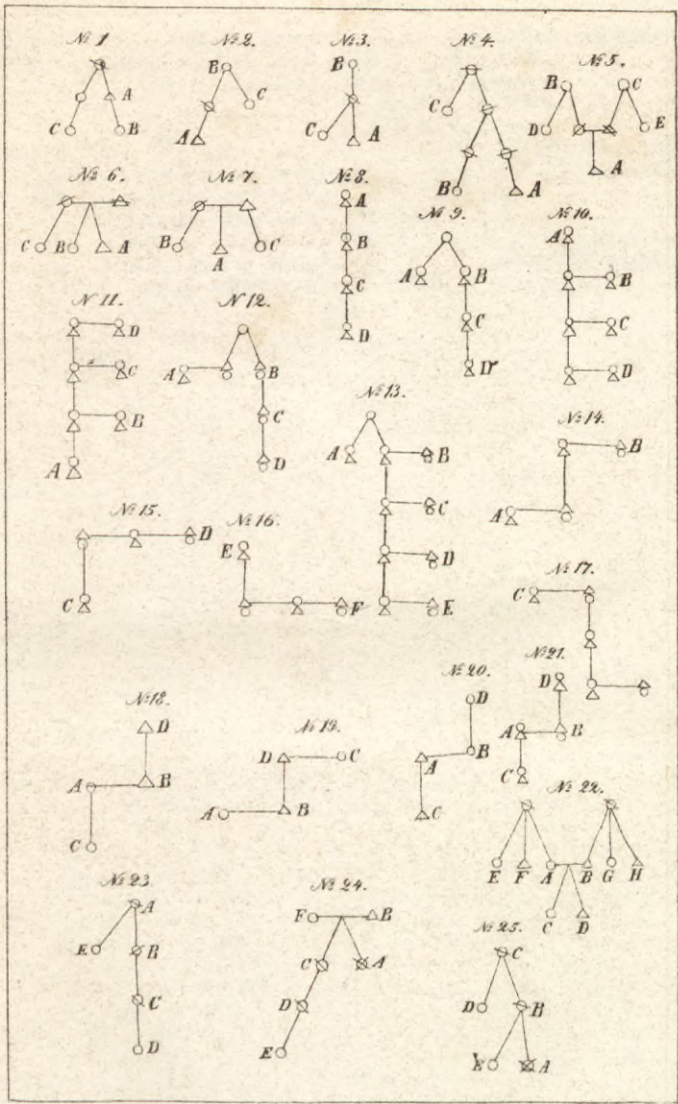 № 1
№ 2.
№ 3.
№ 4.
№ 5.
A
C
B
B
C
A
B
C
A
C
B
A
B
C
D
E
A
№ 6.
№ 7.
№ 8.
№ 9.
№ 10.
C
B
A
B
A
C
A
B
C
D
A
B
C
D
A
B
C
D
N 11.
N 12.
№ 13.
№ 14.
D
C
B
A
A
B
C
D
A
B
C
D
E
B
A
№ 15.
№ 16.
№ 17.
D
C
E
F
C
№ 18.
№ 19.
№ 20.
№ 21.
D
A
B
C
D
C
A
B
D
A
B
C
D
A
B
C
№ 22.
E
F
A
B
G
H
C
D
№ 23
№ 24.
№ 25.
A
E
B
C
D
F
B
C
A
D
E
C
D
B
E
A